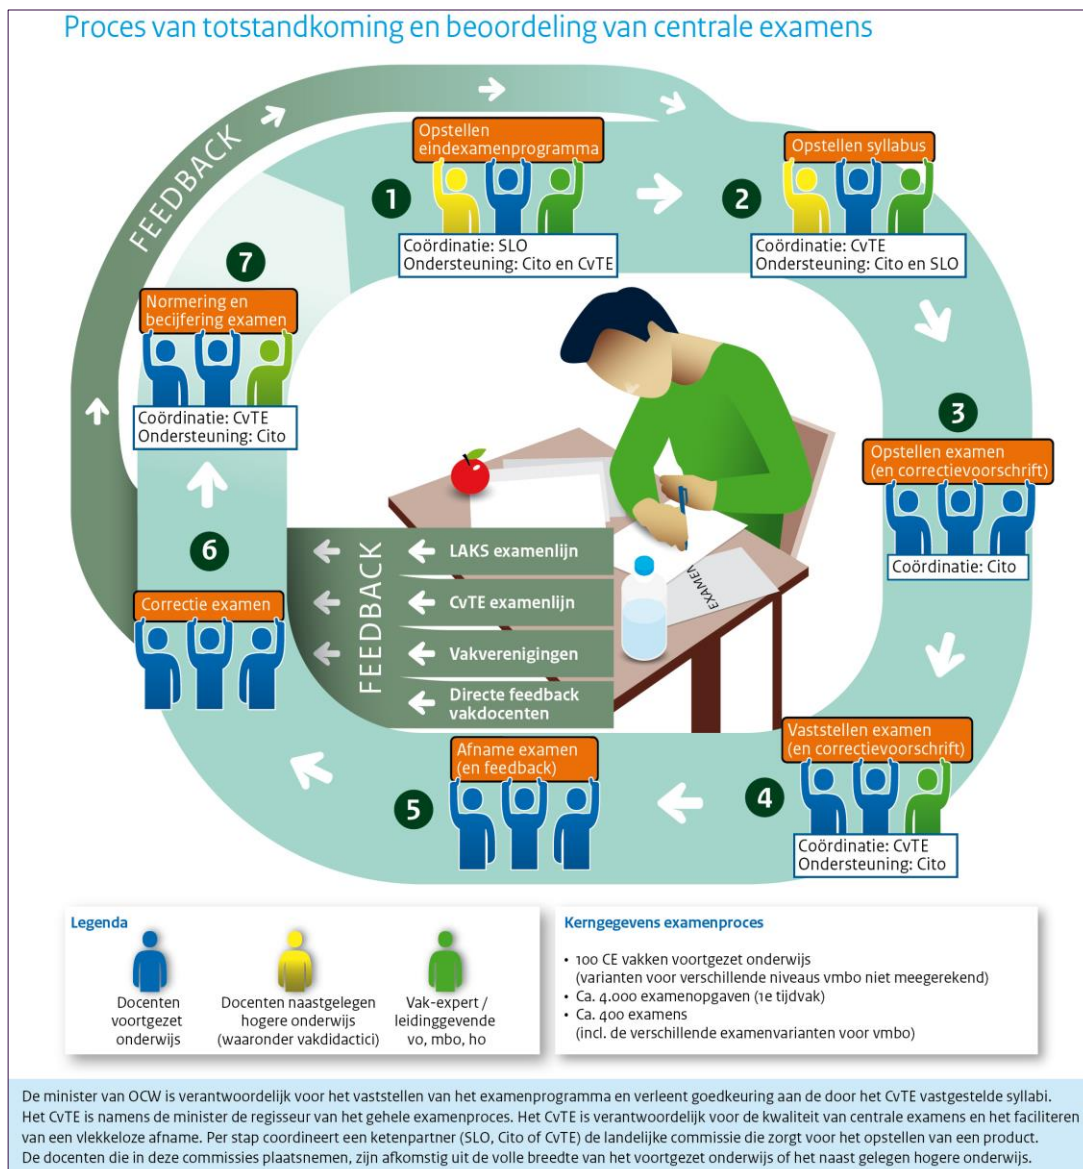 Proces van totstandkoming en beoordeling van centrale examens
FEEDBACK
1
Opstellen
eindexamenprogramma
Coördinatie: SLO
Ondersteuning: Cito en CvTE
2
Opstellen syllabus
Coördinatie: CvTE
Ondersteuning: Cito en SLO
3
Opstellen examen
(en correctievoorschrift)
Coördinatie: Cito
4
Vaststellen examen
(en correctievoorschrift)
Coördinatie: CvTE
Ondersteuning: Cito
5
Afname examen
(en feedback)
6
Correctie examen
7
Normering en
becijfering examen
Coördinatie: CvTE
Ondersteuning: Cito
FEEDBACK
LAKS examenlijn
CvTE examenlijn
Vakverenigingen
Directe feedback
vakdocenten
EXAMEN
Legenda
Docenten
voortgezet
onderwijs
Docenten naastgelegen
hogere onderwijs
(waaronder vakdidactici)
Vak-expert /
leidinggevende
vo, mbo, ho
Kerngegevens examenproces
• 100 CE vakken voortgezet onderwijs
(varianten voor verschillende niveaus vmbo niet meegerekend)
• Ca. 4.000 examenopgaven (1e tijdvak)
• Ca. 400 examens
(incl. de verschillende examenvarianten voor vmbo)
De minister van OCW is verantwoordelijk voor het vaststellen van het examenprogramma en verleent goedkeuring aan de door het CvTE vastgestelde syllabi.
Het CvTE is namens de minister de regisseur van het gehele examenproces. Het CvTE is verantwoordelijk voor de kwaliteit van centrale examens en het faciliteren
van een vlekkeloze afname. Per stap coordineert een ketenpartner (SLO, Cito of CvTE) de landelijke commissie die zorgt voor het opstellen van een product.
De docenten die in deze commissies plaatsnemen, zijn afkomstig uit de volle breedte van het voortgezet onderwijs of het naast gelegen hogere onderwijs.